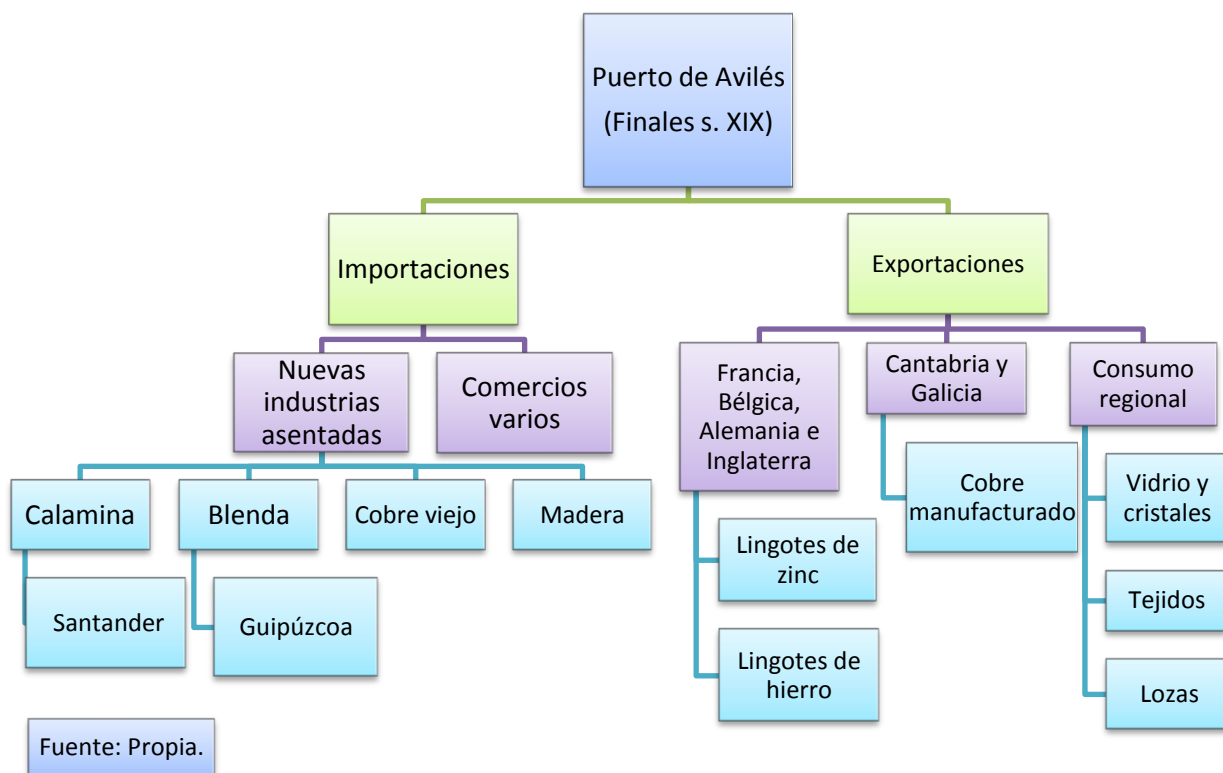 Puerto de Avilés
(Finales s. XIX)
Importaciones
Exportaciones
Nuevas
industrias
asentadas
Comercios
varios
Francia,
Bélgica,
Alemania e
Inglaterra
Cantabria y
Galicia
Consumo
regional
Calamina
Blenda
Cobre viejo
Madera
Santander
Guipúzcoa
Lingotes de
zinc
Lingotes de
hierro
Cobre
manufacturado
Vidrio y
cristales
Tejidos
Lozas
Fuente: Propia.